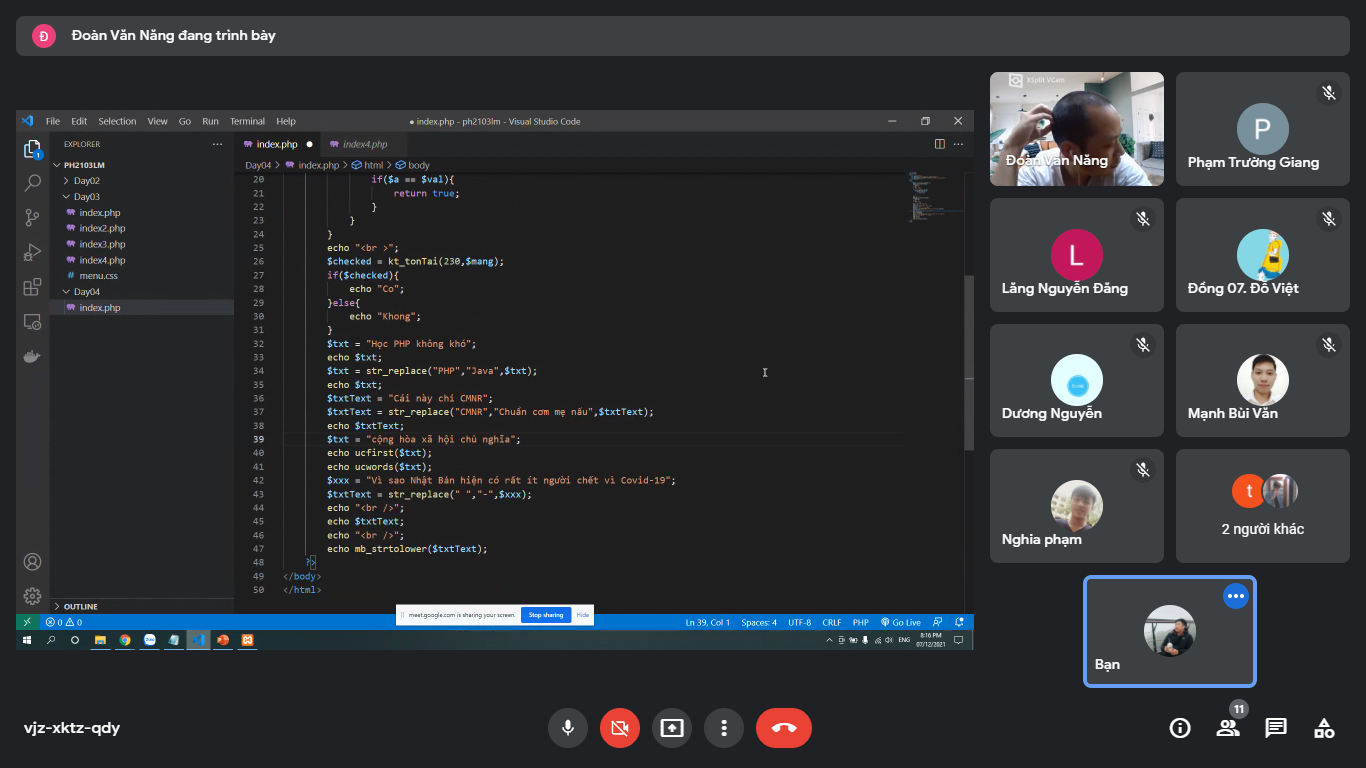 Đ
Đoàn Văn Năng đang trình bày
File Edit Selection View Go Run Terminal Help
● index.php - ph2103lm - Visual Studio Code
EXPLORER
PH2103LM
Day02
Day03
index.php
index2.php
index3.php
index4.php
# menu.css
Day04
index.php
OUTLINE
index.php ● index4.php
Day04 > index.php > html > body
20 if($a == $val){
21 return true;
22 }
23 }
24 }
25 echo "<br >";
26 $checked = kt_tonTai(230,$mang);
27 if($checked){
28 echo "Co";
29 }else{
30 echo "Khong";
31 }
32 $txt = "Học PHP không khó";
33 echo $txt;
34 $txt = str_replace("PHP","Java",$txt);
35 echo $txt;
36 $txtText = "Cái này chỉ CMNR";
37 $txtText = str_replace("CMNR","Chuẩn cơm mẹ nấu",$txtText);
38 echo $txtText;
39 $txt = "cộng hòa xã hội chủ nghĩa";
40 echo ucfirst($txt);
41 echo ucwords($txt);
42 $xxx = "Vì sao Nhật Bản hiện có rất ít người chết vì Covid-19";
43 $txtText = str_replace(" ","-",$xxx);
44 echo "<br />";
45 echo $txtText;
46 echo "<br />";
47 echo mb_strtolower($txtText);
48 ?>
49 </body>
50 </html>
meet.google.com is sharing your screen. Stop sharing Hide
0 0 Ln 39, Col 1 Spaces: 4 UTF-8 CRLF PHP Go Live
Zalo
ENG
8:16 PM
07/12/2021
XSplit VCam
Đoàn Văn Năng
P
Phạm Trường Giang
L
Lăng Nguyễn Đăng
Đồng 07. Đỗ Việt
Dương Nguyễn
Mạnh Bùi Văn
Nghia phạm
t
2 người khác
Bạn
vjz-xktz-qdy
11